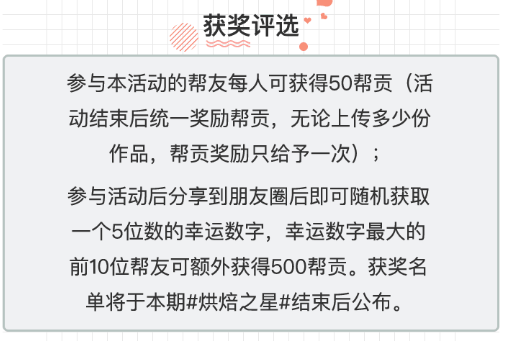 获奖评选
参与本活动的帮友每人可获得50帮贡（活
动结束后统一奖励帮贡，无论上传多少份
作品，帮贡奖励只给予一次）；
参与活动后分享到朋友圈后即可随机获取
一个5位数的幸运数字，幸运数字最大的
前10位帮友可额外获得500帮贡。获奖名
单将于本期#烘焙之星#结束后公布。